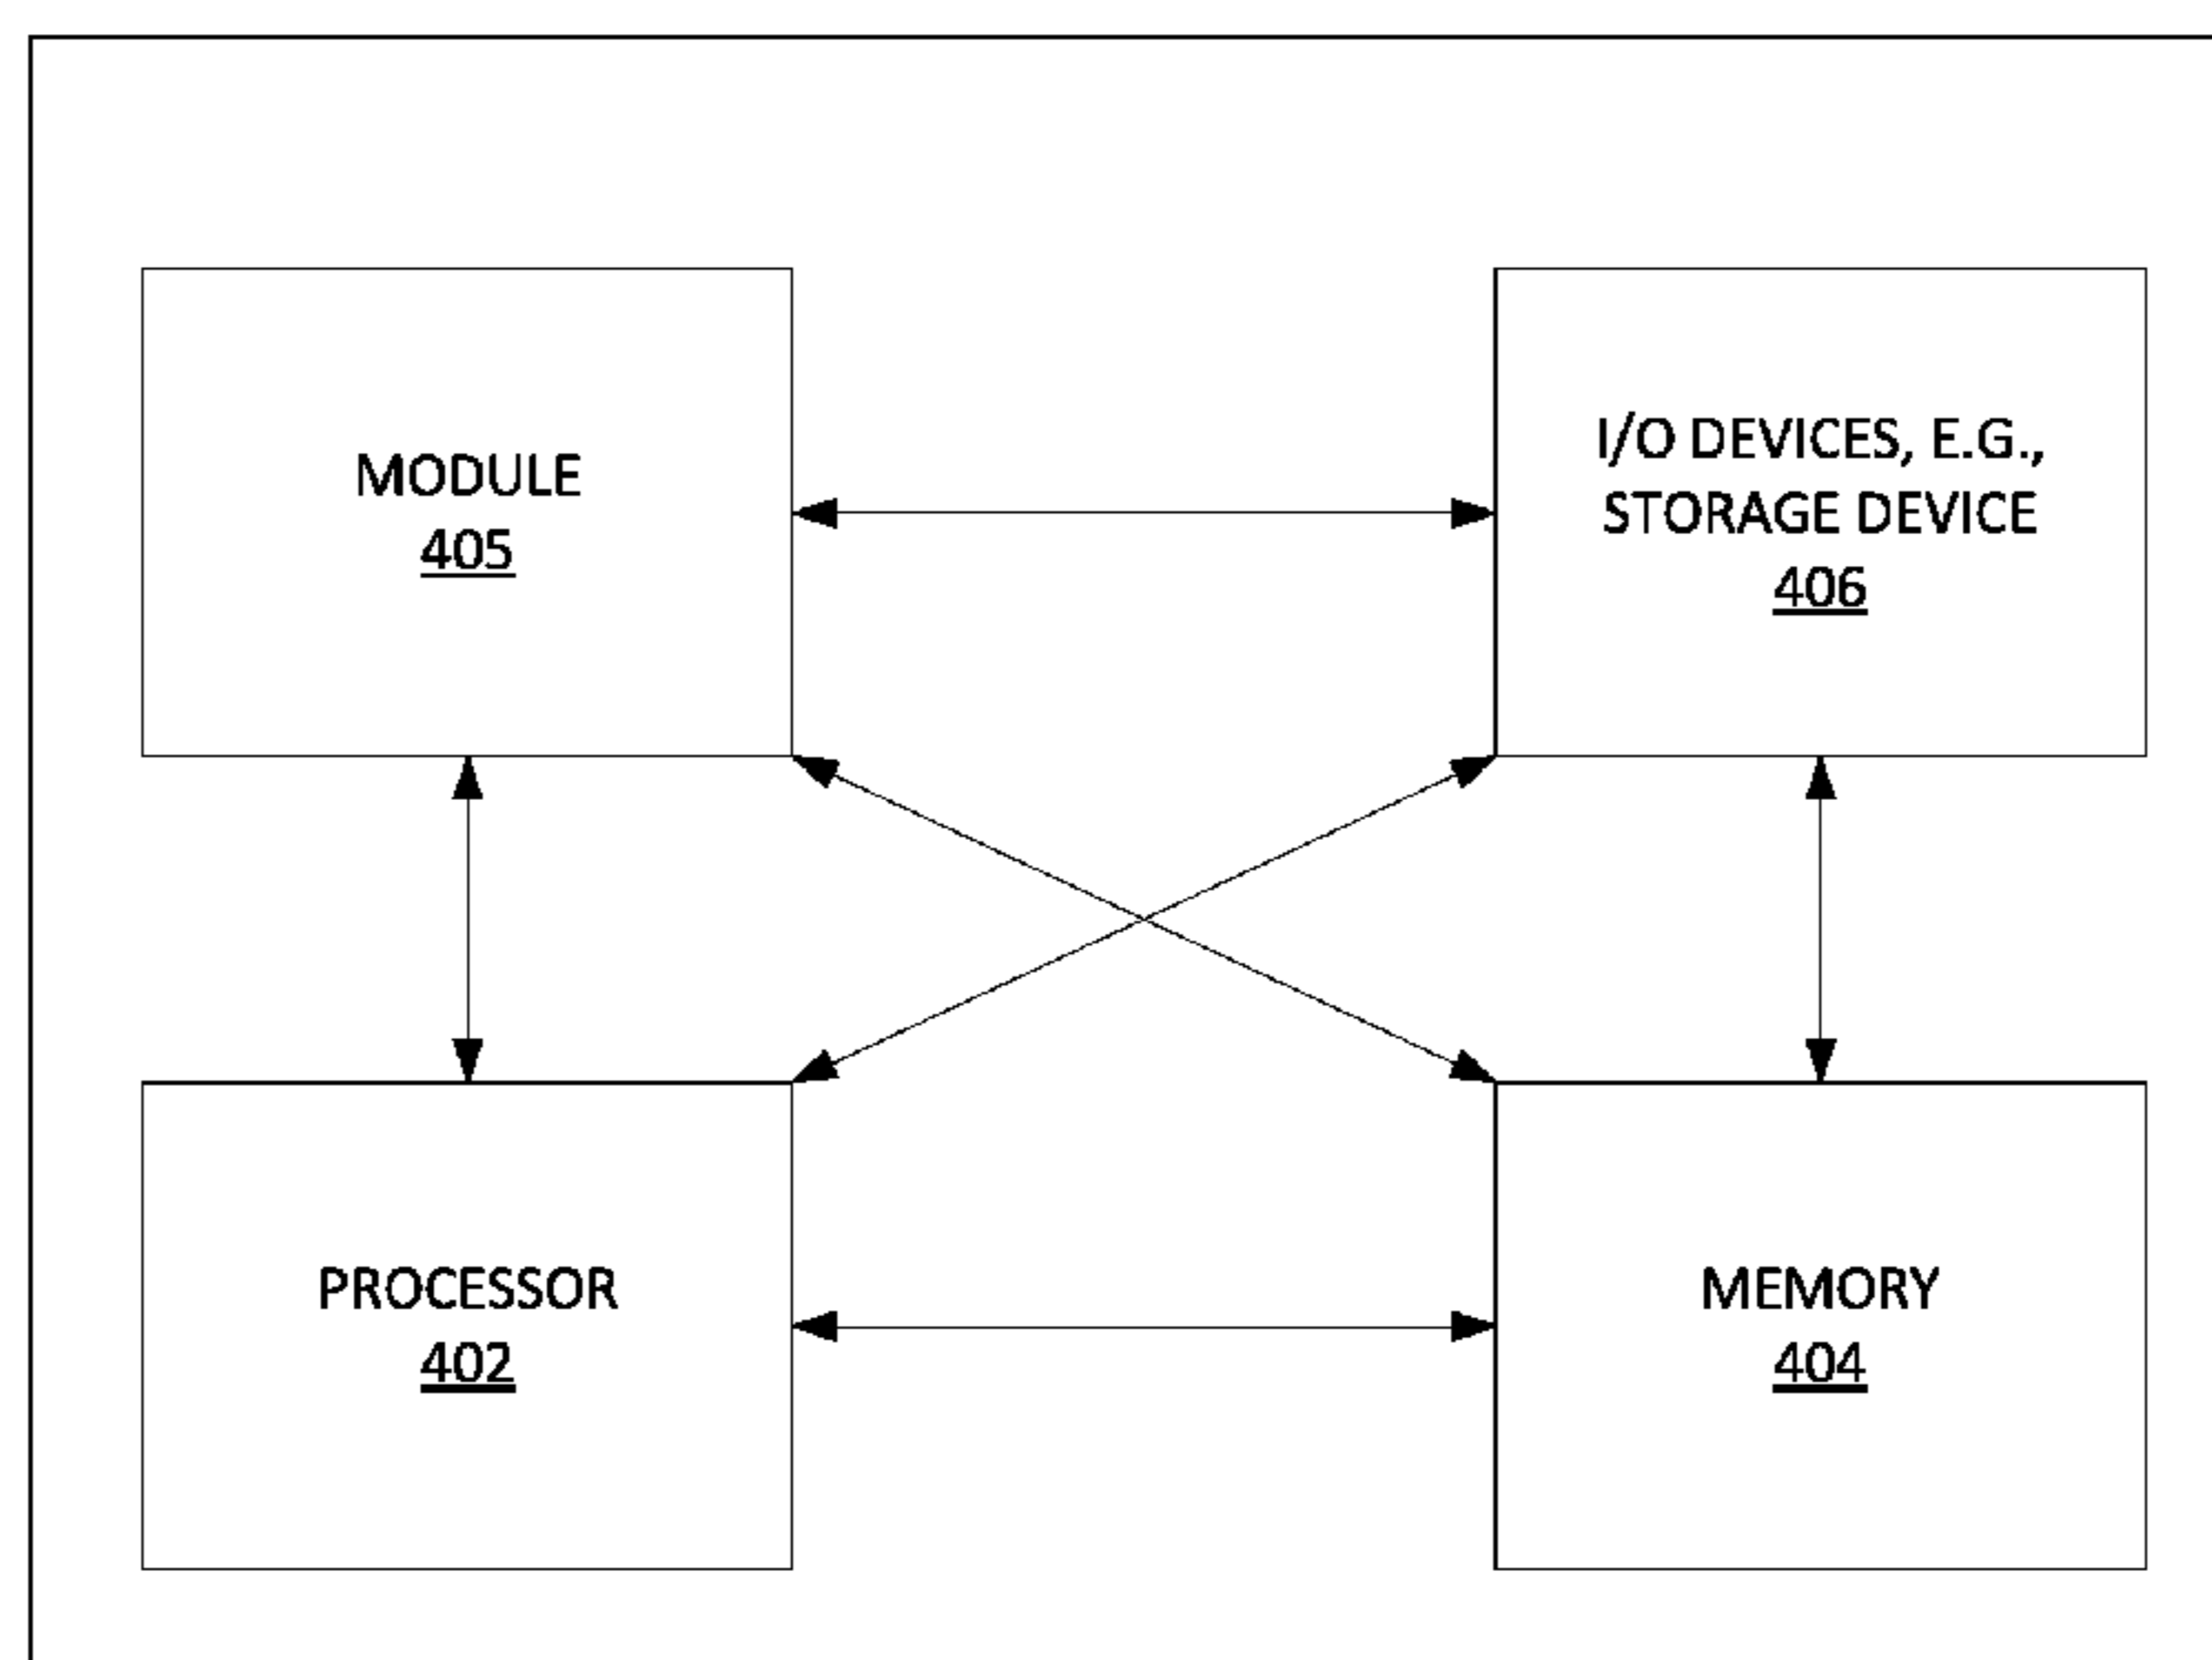 MODULE
405
I/O DEVICES, E.G.,
STORAGE DEVICE
406
PROCESSOR
402
MEMORY
404